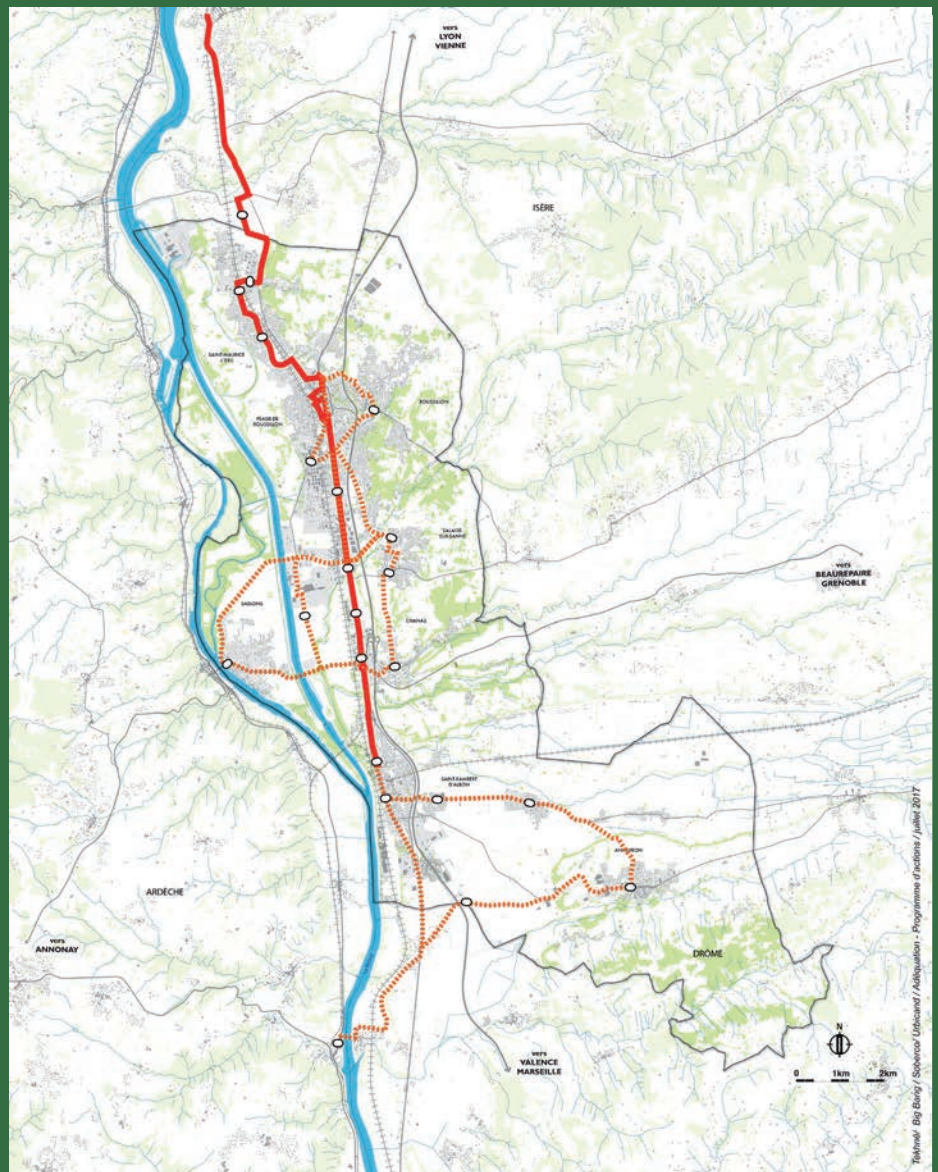 vers
LYON
VIENNE
ISÈRE
SAINT-MAURICE
L'EXIL
PEAGE DE
ROUSSILLON
ROUSSILLON
SALAISE
SUR SANNE
vers
BEAUREPAIRE
GRENOBLE
SABLONS
CHANAS
SAINT-RAMBERT
D'ALBON
ANNEYRON
ARDÈCHE
vers
ANNONAY
DRÔME
vers
VALENCE
MARSEILLE
N
0 1km 2km
Tekhnê/ Big Bang / Soberco/ Urbicand / Adéquation - Programme d'actions / juillet 2017